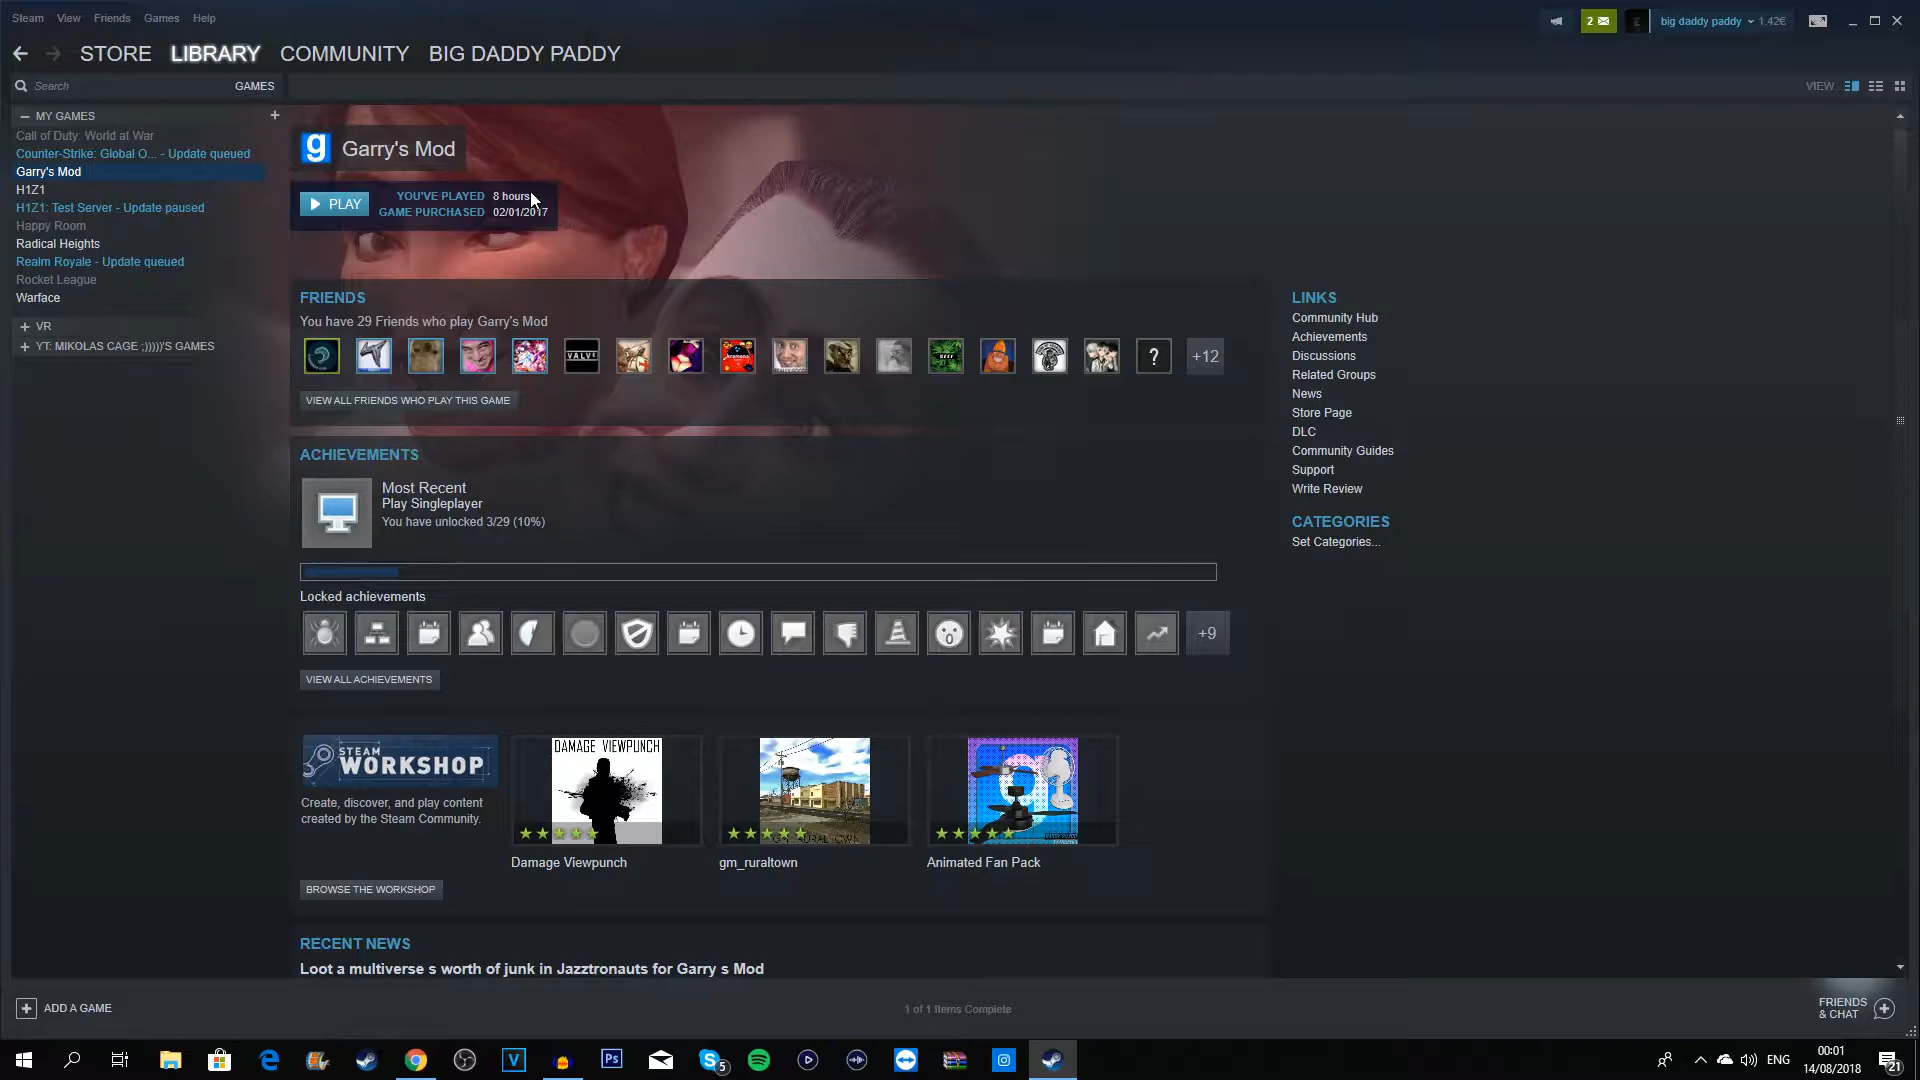 Steam View Friends Games Help
2 big daddy paddy 1.42€
STORE LIBRARY COMMUNITY BIG DADDY PADDY
Search GAMES
VIEW
MY GAMES
Call of Duty: World at War
Counter-Strike: Global O... - Update queued
Garry's Mod
H1Z1
H1Z1: Test Server - Update paused
Happy Room
Radical Heights
Realm Royale - Update queued
Rocket League
Warface
VR
YT: MIKOLAS CAGE ;)))))'S GAMES
g Garry's Mod
PLAY
YOU'VE PLAYED 8 hours
GAME PURCHASED 02/01/2017
FRIENDS
You have 29 Friends who play Garry's Mod
VALVE ? +12
VIEW ALL FRIENDS WHO PLAY THIS GAME
ACHIEVEMENTS
Most Recent
Play Singleplayer
You have unlocked 3/29 (10%)
Locked achievements
+9
VIEW ALL ACHIEVEMENTS
STEAM
WORKSHOP
Create, discover, and play content
created by the Steam Community.
DAMAGE VIEWPUNCH
GM_RURALTOWN
Damage Viewpunch
gm_ruraltown
Animated Fan Pack
BROWSE THE WORKSHOP
RECENT NEWS
Loot a multiverse s worth of junk in Jazztronauts for Garry s Mod
LINKS
Community Hub
Achievements
Discussions
Related Groups
News
Store Page
DLC
Community Guides
Support
Write Review
CATEGORIES
Set Categories...
ADD A GAME
1 of 1 Items Complete
FRIENDS
& CHAT
V Ps 5
ENG
00:01
14/08/2018
21